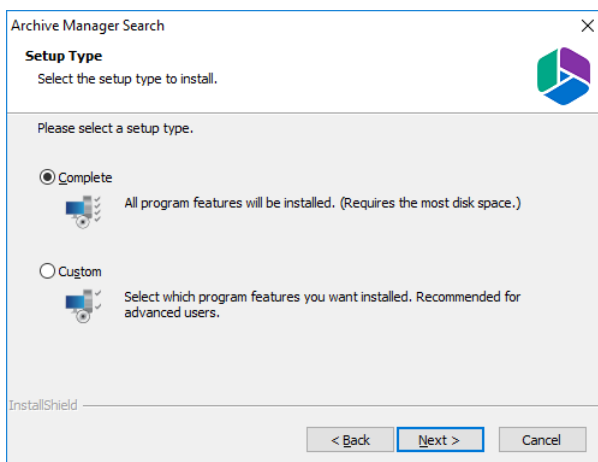 Archive Manager Search
Setup Type
Select the setup type to install.
Please select a setup type.
Complete
All program features will be installed. (Requires the most disk space.)
Custom
Select which program features you want installed. Recommended for
advanced users.
InstallShield
< Back
Next >
Cancel